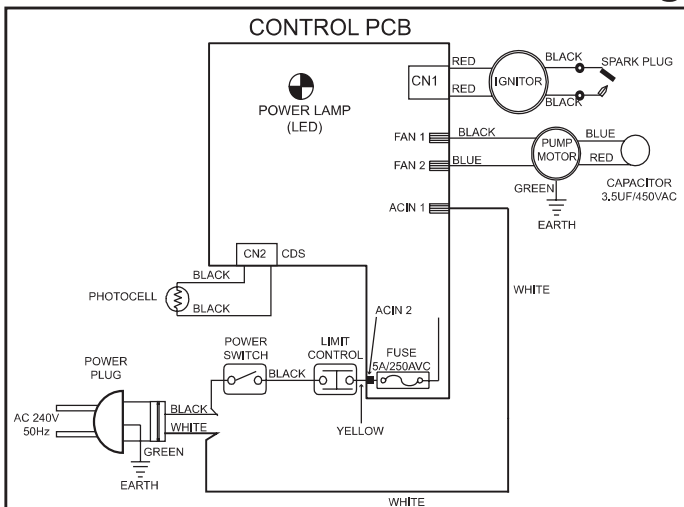 CONTROL PCB
POWER LAMP
(LED)
CN1
RED
RED
IGNITOR
BLACK
BLACK
SPARK PLUG
FAN 1
BLACK
FAN 2
BLUE
PUMP
MOTOR
BLUE
RED
CAPACITOR
3.5UF/450VAC
GREEN
EARTH
ACIN 1
WHITE
CN2
CDS
BLACK
BLACK
PHOTOCELL
ACIN 2
POWER
SWITCH
BLACK
LIMIT
CONTROL
FUSE
5A/250AVC
YELLOW
POWER
PLUG
AC 240V
50Hz
BLACK
WHITE
GREEN
EARTH
WHITE